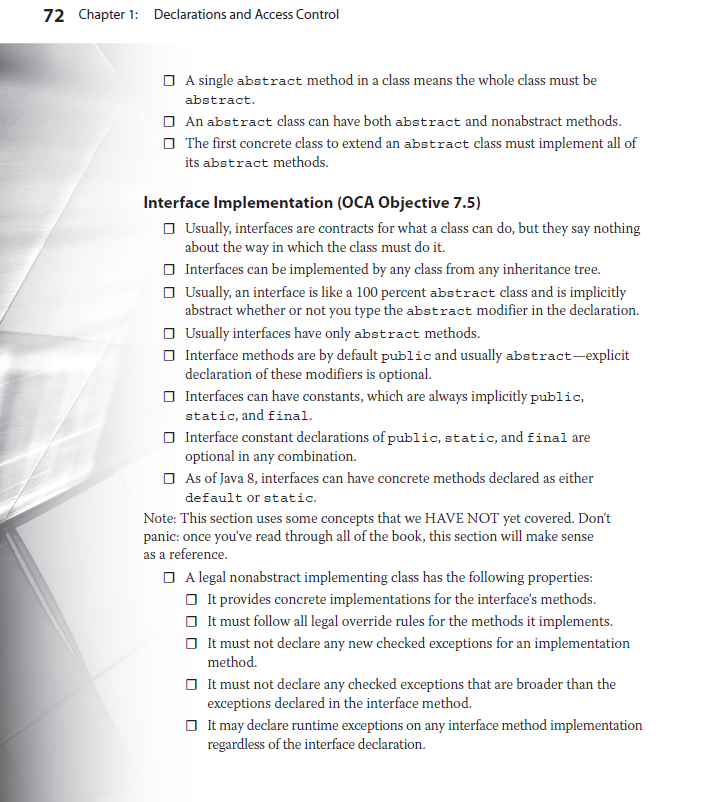 72 Chapter 1: Declarations and Access Control
❒ A single abstract method in a class means the whole class must be
abstract.
❒ An abstract class can have both abstract and nonabstract methods.
❒ The first concrete class to extend an abstract class must implement all of
its abstract methods.
Interface Implementation (OCA Objective 7.5)
❒ Usually, interfaces are contracts for what a class can do, but they say nothing
about the way in which the class must do it.
❒ Interfaces can be implemented by any class from any inheritance tree.
❒ Usually, an interface is like a 100 percent abstract class and is implicitly
abstract whether or not you type the abstract modifier in the declaration.
❒ Usually interfaces have only abstract methods.
❒ Interface methods are by default public and usually abstract—explicit
declaration of these modifiers is optional.
❒ Interfaces can have constants, which are always implicitly public,
static, and final.
❒ Interface constant declarations of public, static, and final are
optional in any combination.
❒ As of Java 8, interfaces can have concrete methods declared as either
default or static.
Note: This section uses some concepts that we HAVE NOT yet covered. Don't
panic: once you've read through all of the book, this section will make sense
as a reference.
❒ A legal nonabstract implementing class has the following properties:
❒ It provides concrete implementations for the interface's methods.
❒ It must follow all legal override rules for the methods it implements.
❒ It must not declare any new checked exceptions for an implementation
method.
❒ It must not declare any checked exceptions that are broader than the
exceptions declared in the interface method.
❒ It may declare runtime exceptions on any interface method implementation
regardless of the interface declaration.